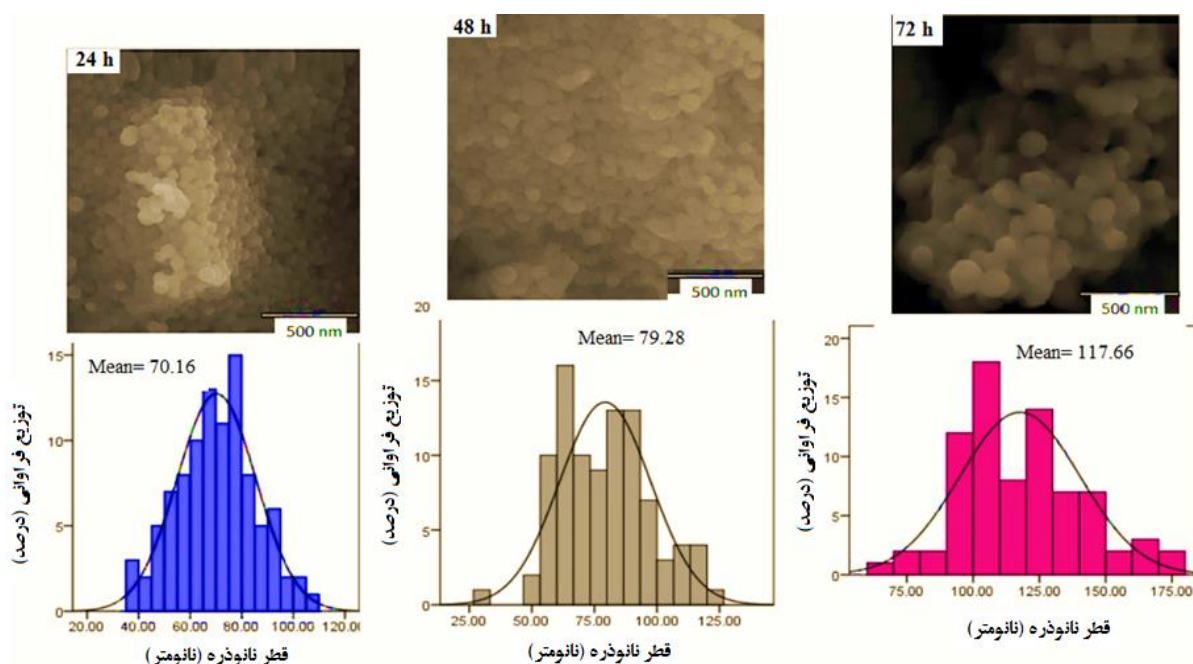 24 h
500 nm
48 h
500 nm
72 h
500 nm
Mean= 70.16
توزیع فراوانی (درصد)
15
10
5
0
20.00 40.00 60.00 80.00 100.00
قطر نانوذره (نانومتر)
Mean= 79.28
توزیع فراوانی (درصد)
20
15
10
5
0
25.00 50.00 75.00 100.00 125.00
قطر نانوذره (نانومتر)
Mean= 117.66
توزیع فراوانی (درصد)
20
15
10
5
0
75.00 100.00 125.00 150.00 175.00
قطر نانوذره (نانومتر)